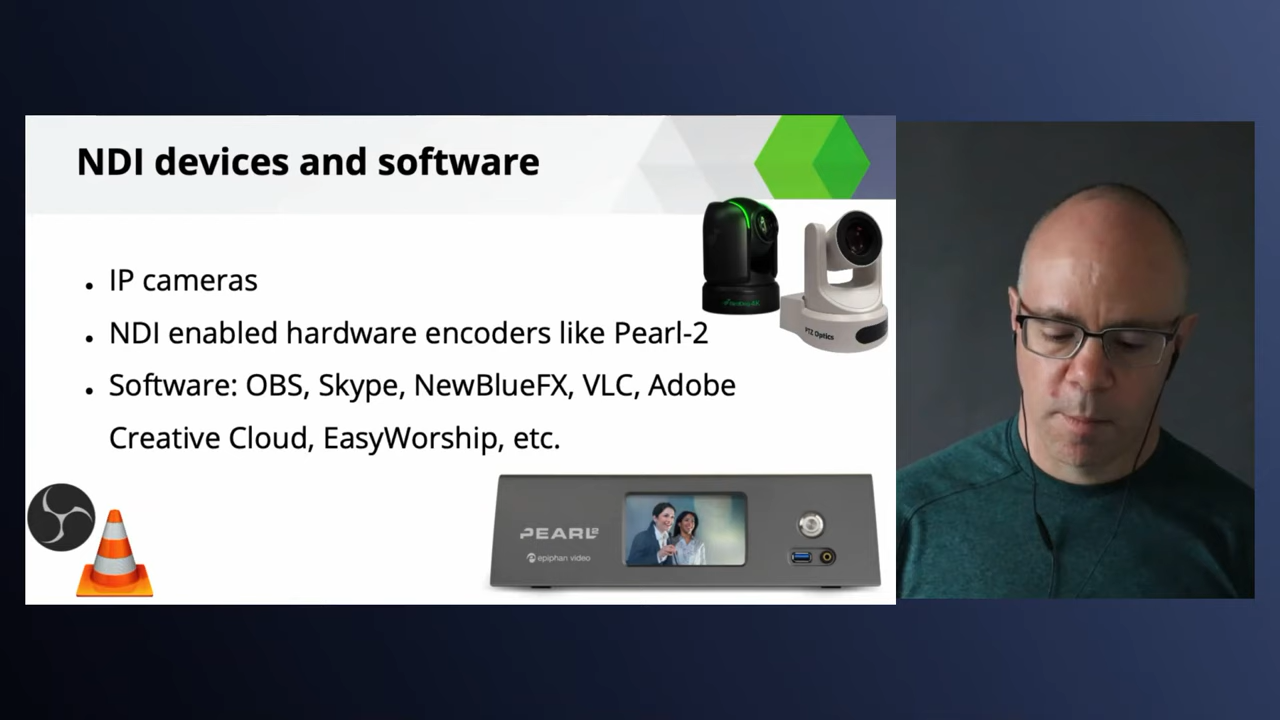 NDI devices and software
• IP cameras
• NDI enabled hardware encoders like Pearl-2
• Software: OBS, Skype, NewBlueFX, VLC, Adobe
Creative Cloud, EasyWorship, etc.
PTZ Optics
PEARL2
epiphan video